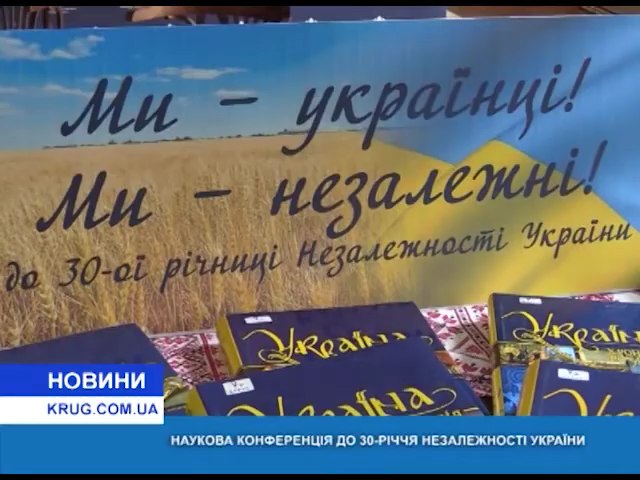 Ми – українці!
Ми – незалежні!
до 30-ої річниці Незалежності України
Україна
Україна
НОВИНИ
KRUG.COM.UA
НАУКОВА КОНФЕРЕНЦІЯ ДО 30-РІЧЧЯ НЕЗАЛЕЖНОСТІ УКРАЇНИ